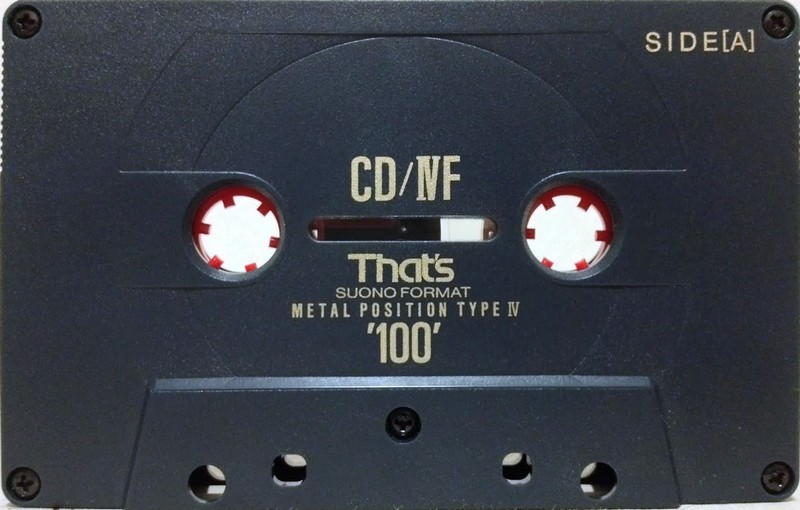 SIDE[A]
CD/ⅣF
That's
SUONO FORMAT
METAL POSITION TYPE Ⅳ
'100'